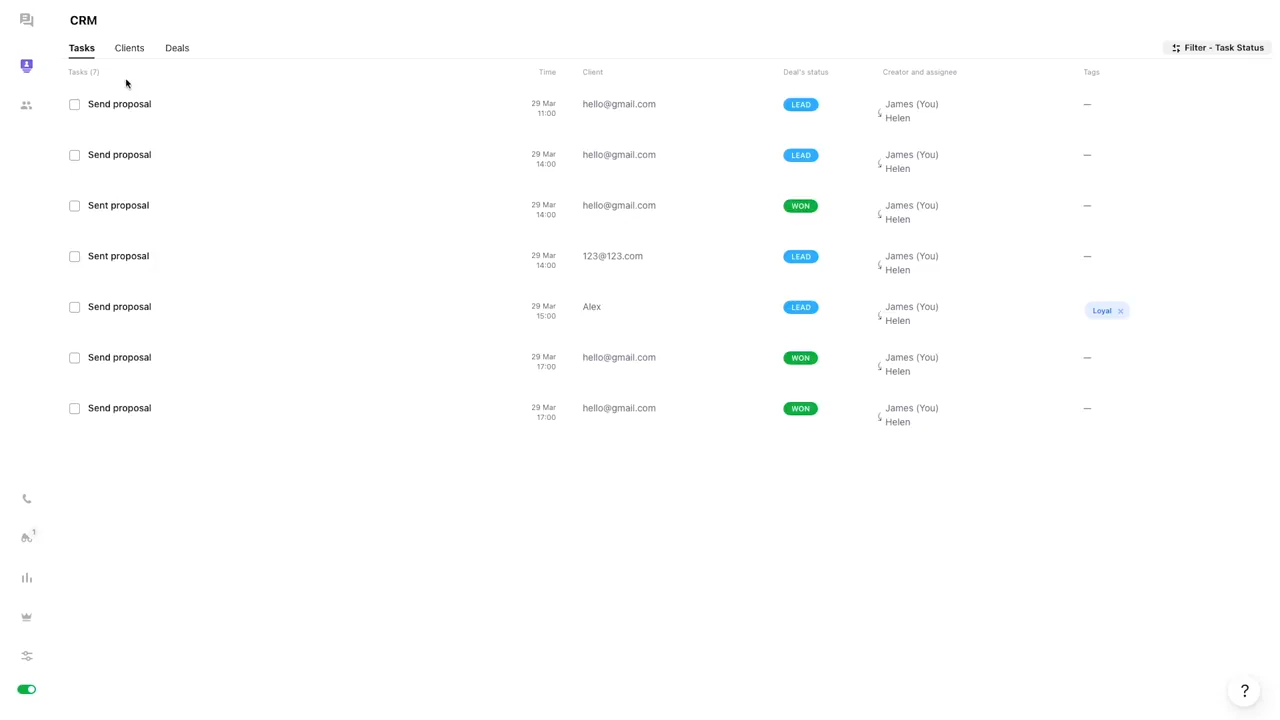 CRM
Tasks Clients Deals Filter - Task Status
Tasks (7) Time Client Deal's status Creator and assignee Tags
Send proposal 29 Mar hello@gmail.com LEAD James (You) —
11:00 Helen
Send proposal 29 Mar hello@gmail.com LEAD James (You) —
14:00 Helen
Sent proposal 29 Mar hello@gmail.com WON James (You) —
14:00 Helen
Sent proposal 29 Mar 123@123.com LEAD James (You) —
14:00 Helen
Send proposal 29 Mar Alex LEAD James (You) Loyal ×
15:00 Helen
Send proposal 29 Mar hello@gmail.com WON James (You) —
17:00 Helen
Send proposal 29 Mar hello@gmail.com WON James (You) —
17:00 Helen
1
?